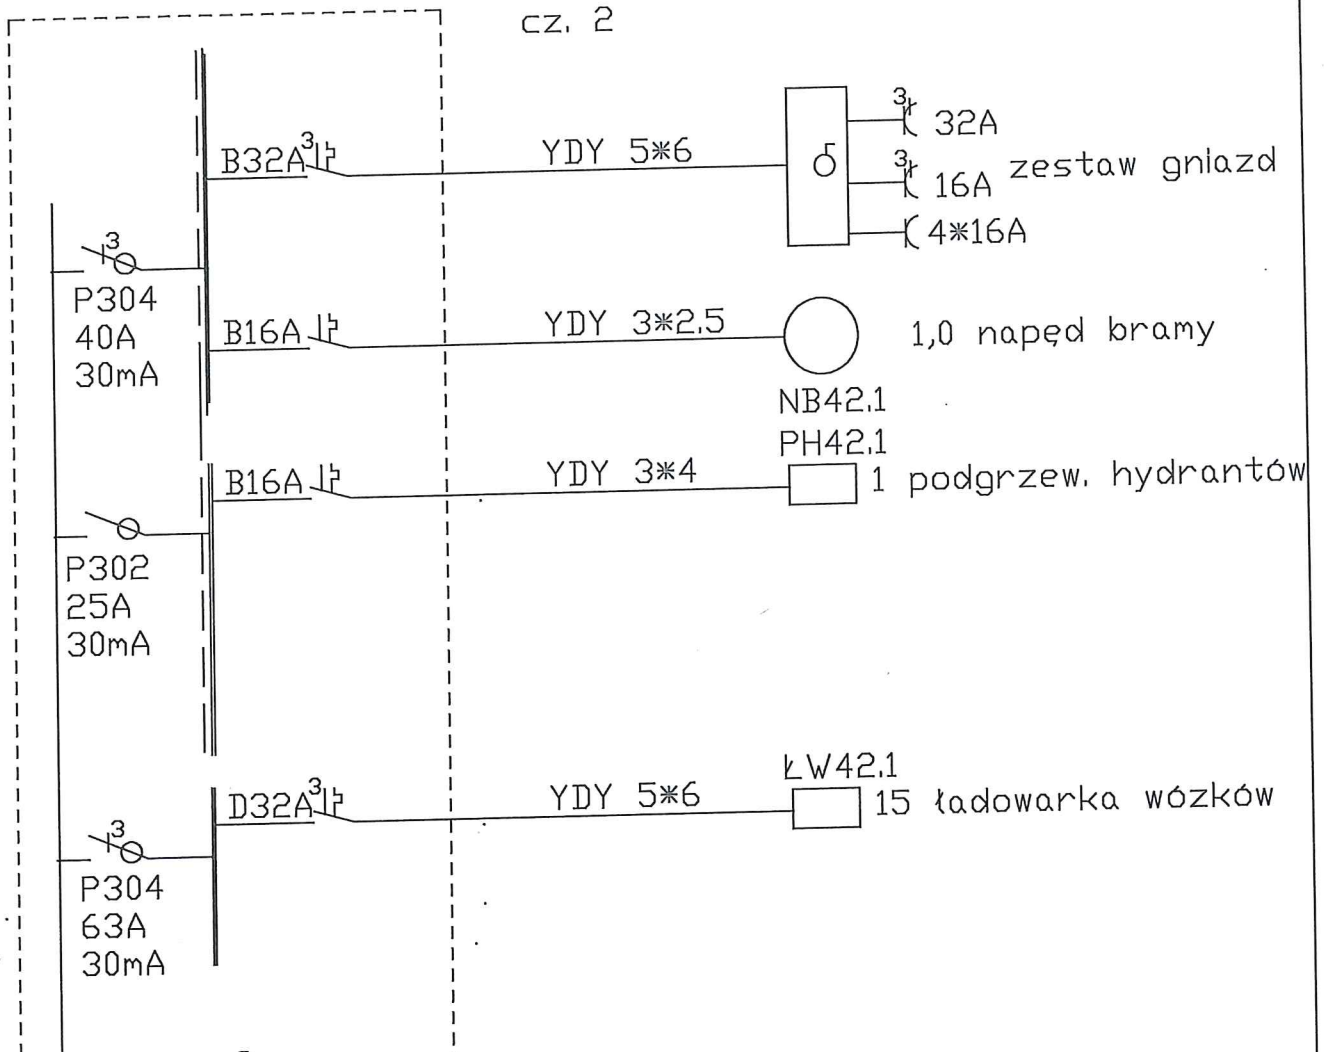 cz. 2
B32A 3
YDY 5*6
3 32A
3 16A
4*16A
zestaw gniazd
3
P304
40A
30mA
B16A
YDY 3*2.5
1,0 napęd bramy
NB42.1
PH42.1
B16A
YDY 3*4
1 podgrzew. hydrantów
P302
25A
30mA
ŁW42.1
D32A 3
YDY 5*6
15 ładowarka wózków
3
P304
63A
30mA